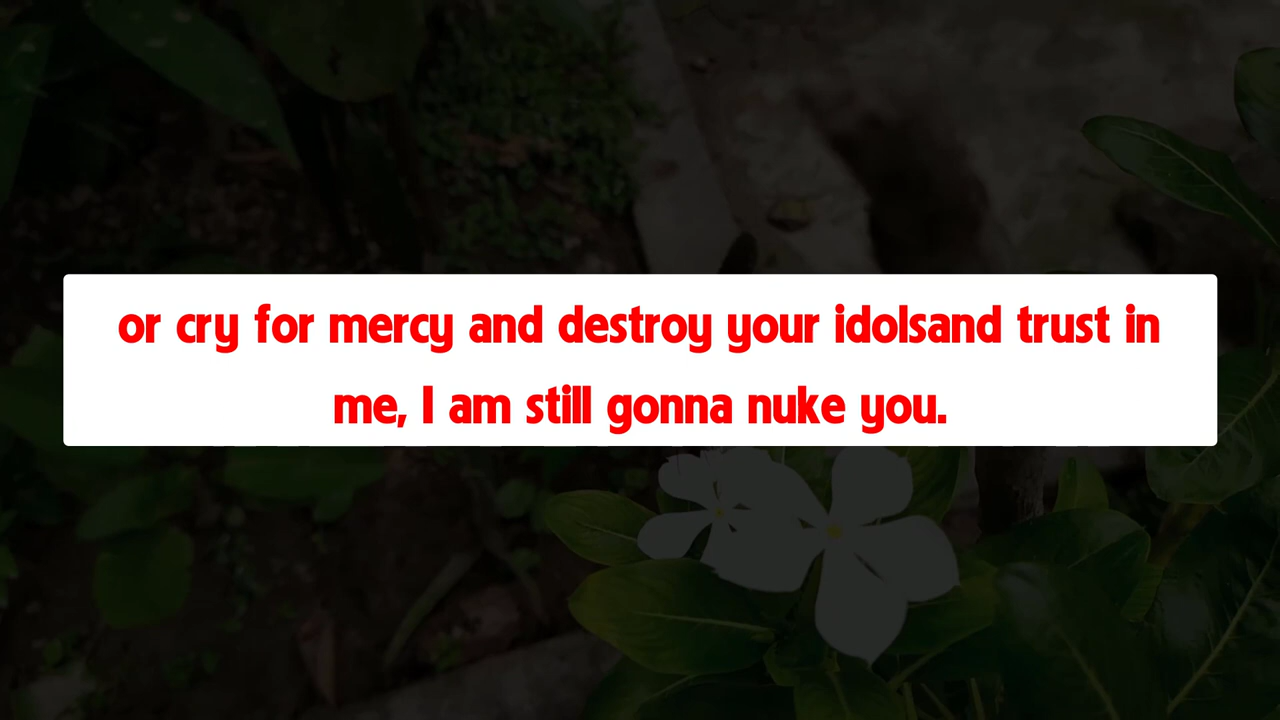 or cry for mercy and destroy your idolsand trust in
me, I am still gonna nuke you.